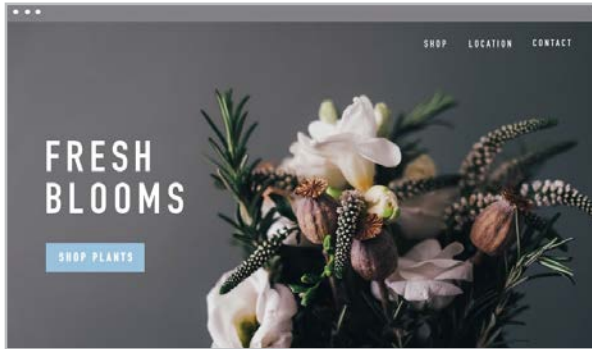 SHOP LOCATION CONTACT
FRESH
BLOOMS
SHOP PLANTS